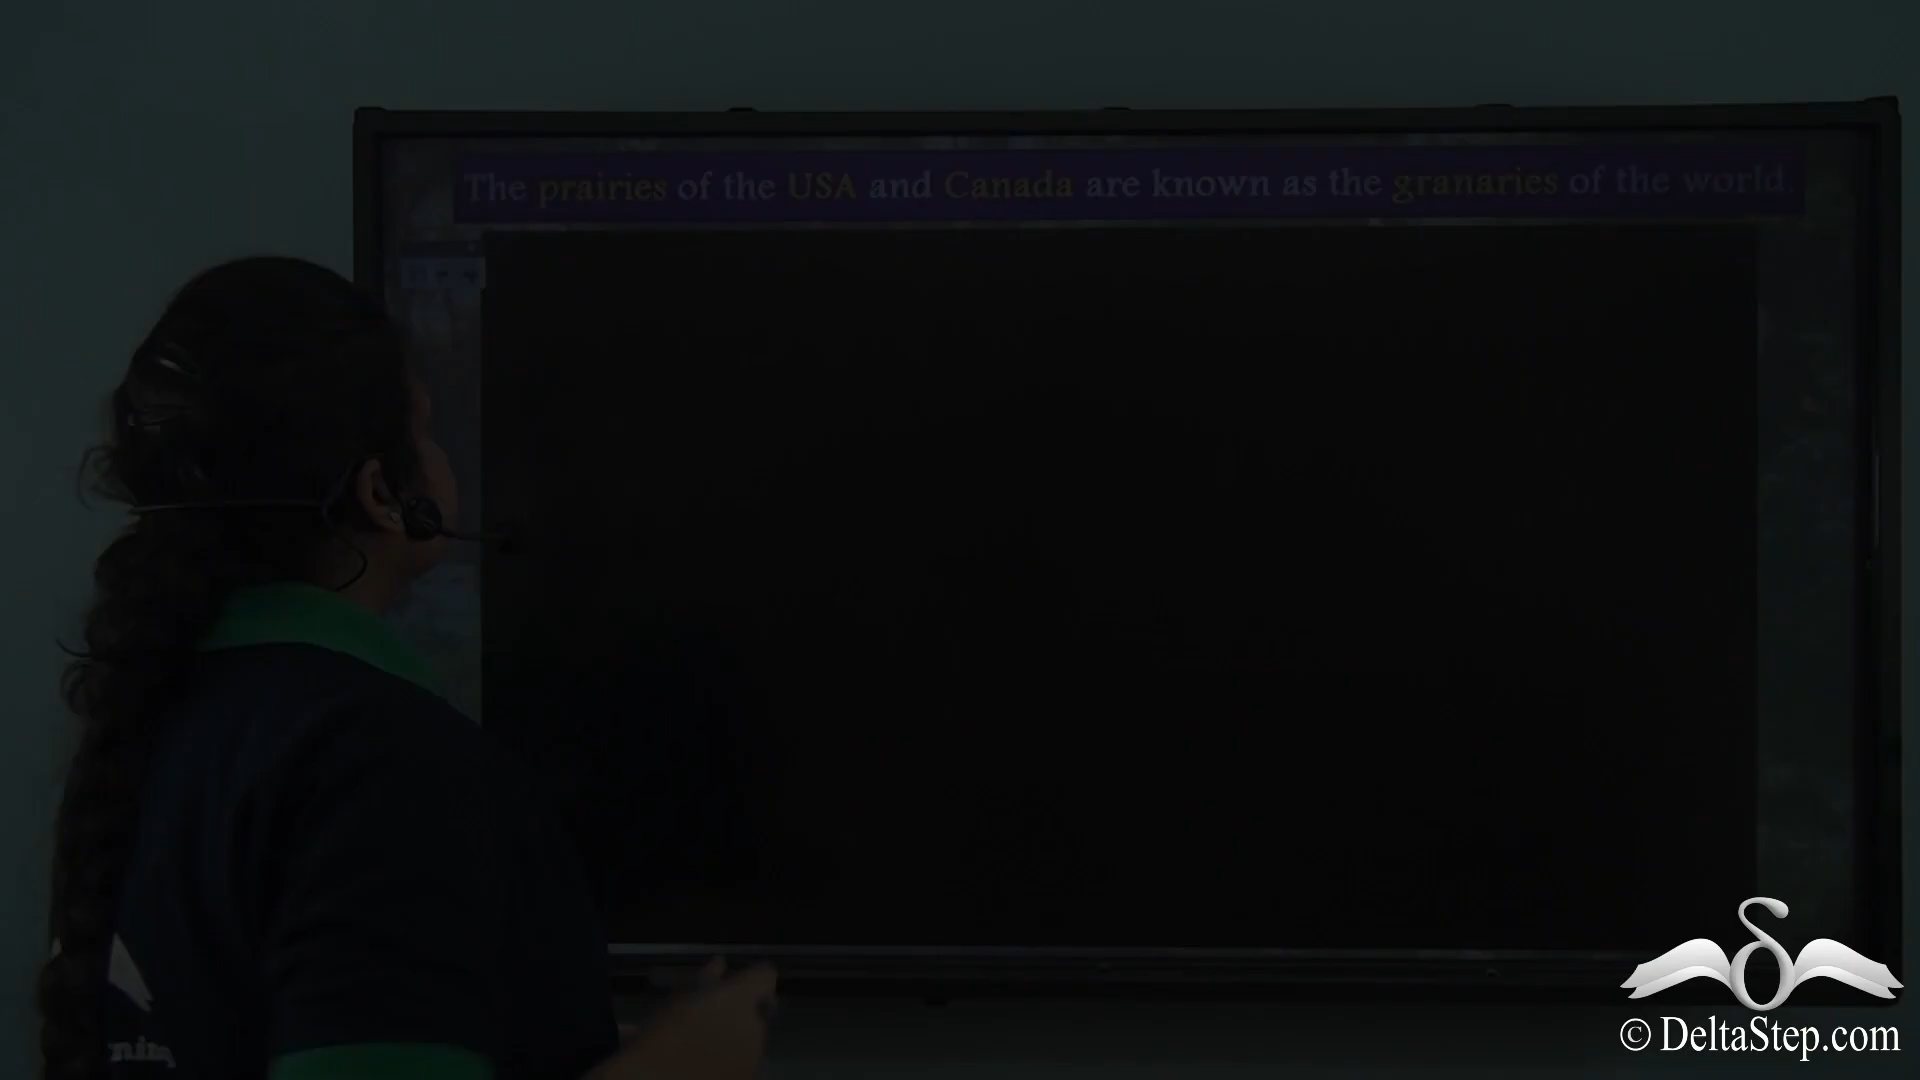 The prairies of the USA and Canada are known as the granaries of the world.
© DeltaStep.com